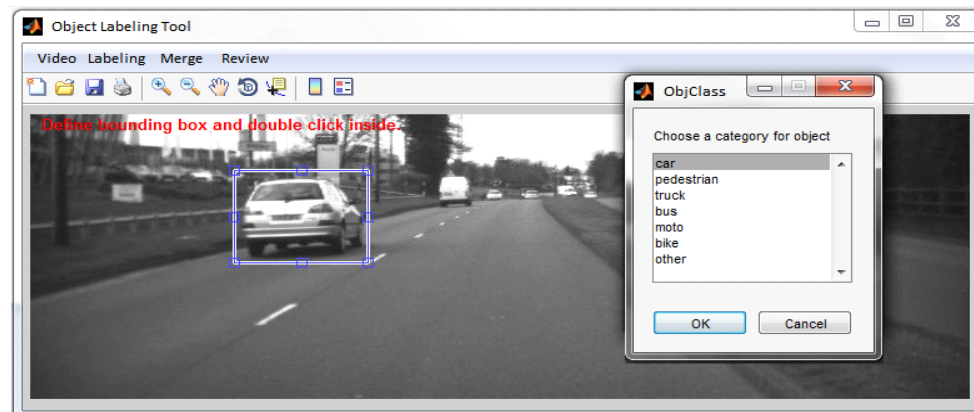 Object Labeling Tool
Video Labeling Merge Review
Define bounding box and double click inside.
ObjClass
Choose a category for object
car
pedestrian
truck
bus
moto
bike
other
OK Cancel